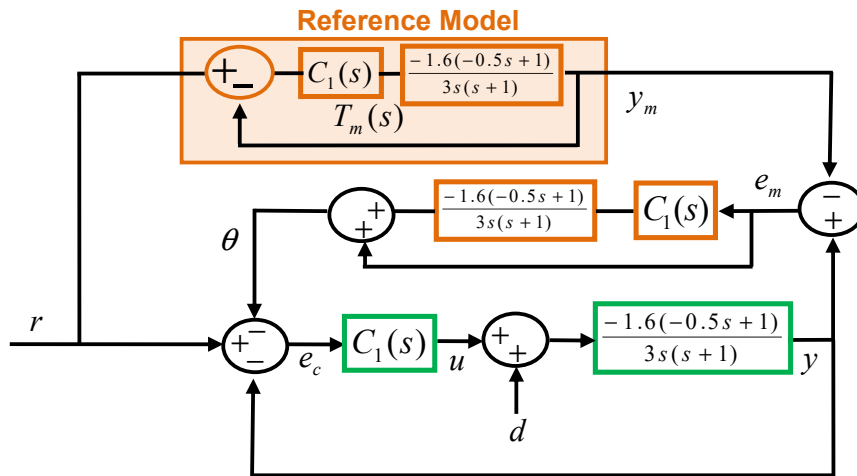 Reference Model
+
−
C₁(s)
−1.6(−0.5s+1)
3s(s+1)
Tₘ(s)
yₘ
−
+
eₘ
C₁(s)
−1.6(−0.5s+1)
3s(s+1)
+
+
θ
r
−
+
−
e_c
C₁(s)
u
+
+
d
−1.6(−0.5s+1)
3s(s+1)
y